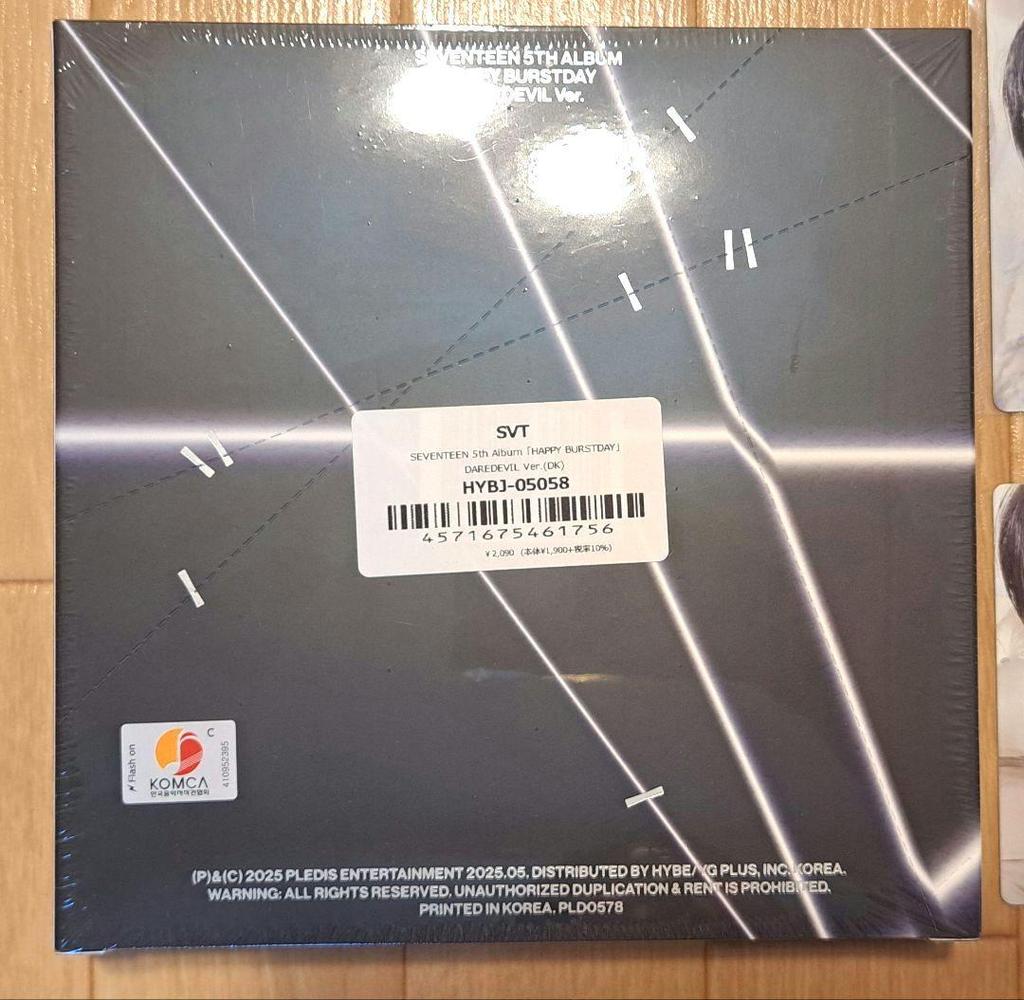 SEVENTEEN 5TH ALBUM
BURSTDAY
Ver.
SVT
SEVENTEEN 5th Album「HAPPY BURSTDAY」
DAREDEVIL Ver.(DK)
HYBJ-05058
4571675461756
¥2,090 (本体¥1,900+税率10%)
Flash on
C
KOMCA
한국음악저작권협회
410952395
(P)&(C) 2025 PLEDIS ENTERTAINMENT 2025.05. DISTRIBUTED BY HYBE/YG PLUS, INC. KOREA.
WARNING: ALL RIGHTS RESERVED. UNAUTHORIZED DUPLICATION & RENT IS PROHIBITED.
PRINTED IN KOREA. PLD0578